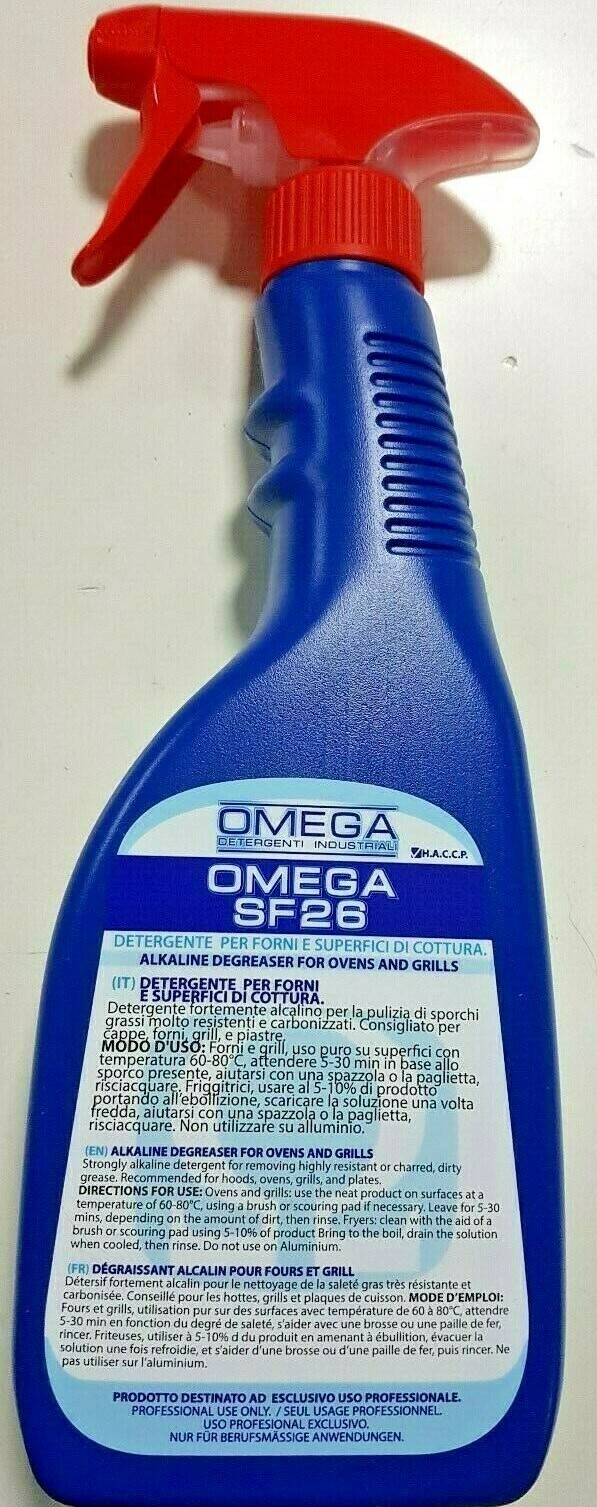 OMEGA
DETERGENTI INDUSTRIALI
H.A.C.C.P.
OMEGA
SF26
DETERGENTE PER FORNI E SUPERFICI DI COTTURA.
ALKALINE DEGREASER FOR OVENS AND GRILLS
(IT) DETERGENTE PER FORNI
E SUPERFICI DI COTTURA.
Detergente fortemente alcalino per la pulizia di sporchi
grassi molto resistenti e carbonizzati. Consigliato per
cappe, forni, grill, e piastre.
MODO D'USO: Forni e grill, uso puro su superfici con
temperatura 60-80°C, attendere 5-30 min in base allo
sporco presente, aiutarsi con una spazzola o la paglietta,
risciacquare. Friggitrici, usare al 5-10% di prodotto
portando all'ebollizione, scaricare la soluzione una volta
fredda, aiutarsi con una spazzola o la paglietta,
risciacquare. Non utilizzare su alluminio.
(EN) ALKALINE DEGREASER FOR OVENS AND GRILLS
Strongly alkaline detergent for removing highly resistant or charred, dirty
grease. Recommended for hoods, ovens, grills, and plates.
DIRECTIONS FOR USE: Ovens and grills: use the neat product on surfaces at a
temperature of 60-80°C, using a brush or scouring pad if necessary. Leave for 5-30
mins, depending on the amount of dirt, then rinse. Fryers: clean with the aid of a
brush or scouring pad using 5-10% of product Bring to the boil, drain the solution
when cooled, then rinse. Do not use on Aluminium.
(FR) DÉGRAISSANT ALCALIN POUR FOURS ET GRILL
Détersif fortement alcalin pour le nettoyage de la saleté gras très résistante et
carbonisée. Conseillé pour les hottes, grills et plaques de cuisson. MODE D'EMPLOI:
Fours et grills, utilisation pur sur des surfaces avec température de 60 à 80°C, attendre
5-30 min en fonction du degré de saleté, s'aider avec une brosse ou une paille de fer,
rincer. Friteuses, utiliser à 5-10% d du produit en amenant à ébullition, évacuer la
solution une fois refroidie, et s'aider d'une brosse ou d'une paille de fer, puis rincer. Ne
pas utiliser sur l'aluminium.
PRODOTTO DESTINATO AD ESCLUSIVO USO PROFESSIONALE.
PROFESSIONAL USE ONLY. / SEUL USAGE PROFESSIONNEL.
USO PROFESIONAL EXCLUSIVO.
NUR FÜR BERUFSMÄSSIGE ANWENDUNGEN.